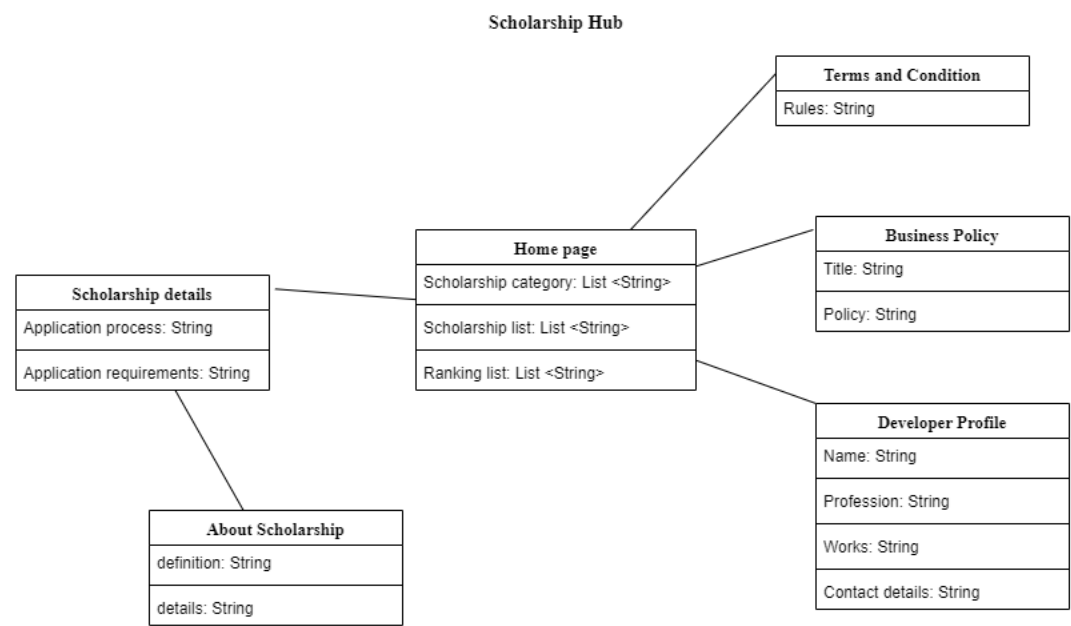 Scholarship Hub
Terms and Condition
Rules: String
Home page
Scholarship category: List <String>
Scholarship list: List <String>
Ranking list: List <String>
Business Policy
Title: String
Policy: String
Scholarship details
Application process: String
Application requirements: String
Developer Profile
Name: String
Profession: String
Works: String
Contact details: String
About Scholarship
definition: String
details: String